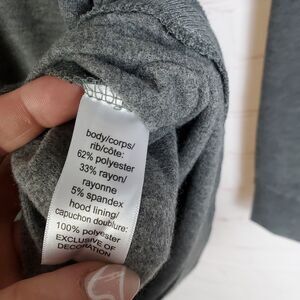 body/corps/
rib/côte:
62% polyester
33% rayon/
rayonne
5% spandex
hood lining/
capuchon doublure:
100% polyester
EXCLUSIVE OF
DECORATION